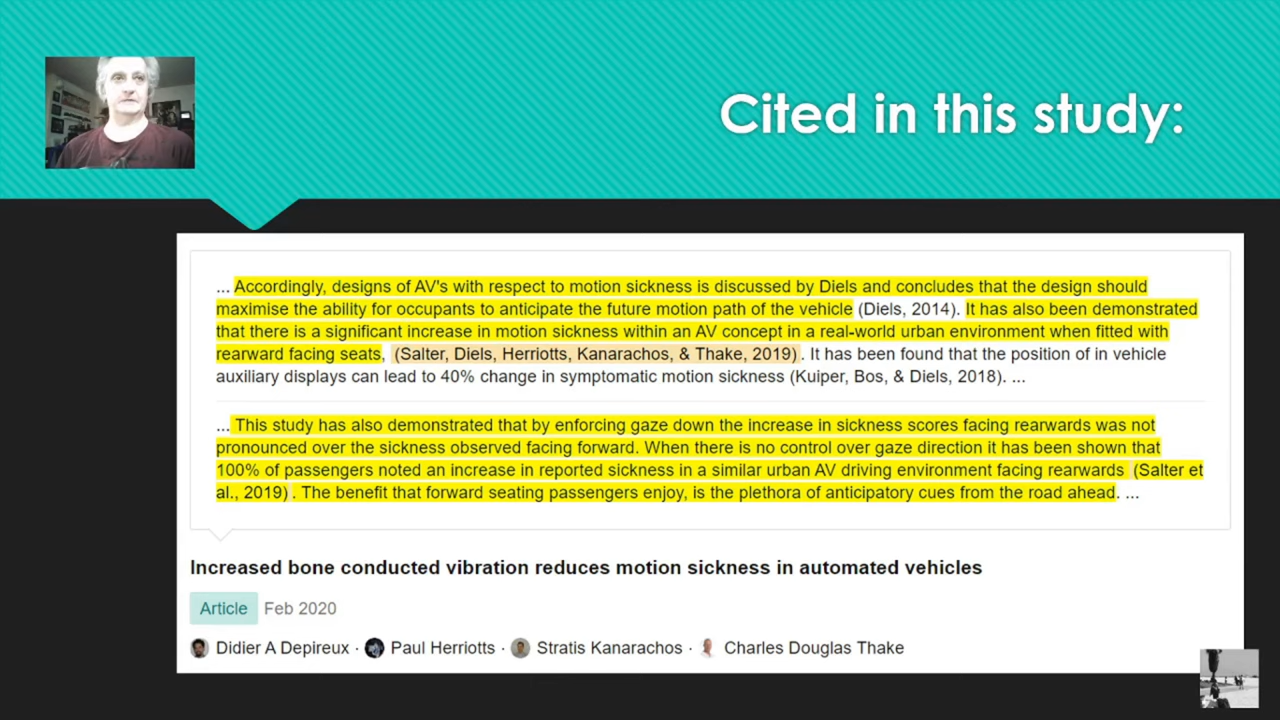 Cited in this study:
... Accordingly, designs of AV's with respect to motion sickness is discussed by Diels and concludes that the design should
maximise the ability for occupants to anticipate the future motion path of the vehicle (Diels, 2014). It has also been demonstrated
that there is a significant increase in motion sickness within an AV concept in a real-world urban environment when fitted with
rearward facing seats, (Salter, Diels, Herriotts, Kanarachos, & Thake, 2019) . It has been found that the position of in vehicle
auxiliary displays can lead to 40% change in symptomatic motion sickness (Kuiper, Bos, & Diels, 2018). ...
... This study has also demonstrated that by enforcing gaze down the increase in sickness scores facing rearwards was not
pronounced over the sickness observed facing forward. When there is no control over gaze direction it has been shown that
100% of passengers noted an increase in reported sickness in a similar urban AV driving environment facing rearwards (Salter et
al., 2019) . The benefit that forward seating passengers enjoy, is the plethora of anticipatory cues from the road ahead. ...
Increased bone conducted vibration reduces motion sickness in automated vehicles
Article Feb 2020
Didier A Depireux · Paul Herriotts · Stratis Kanarachos · Charles Douglas Thake